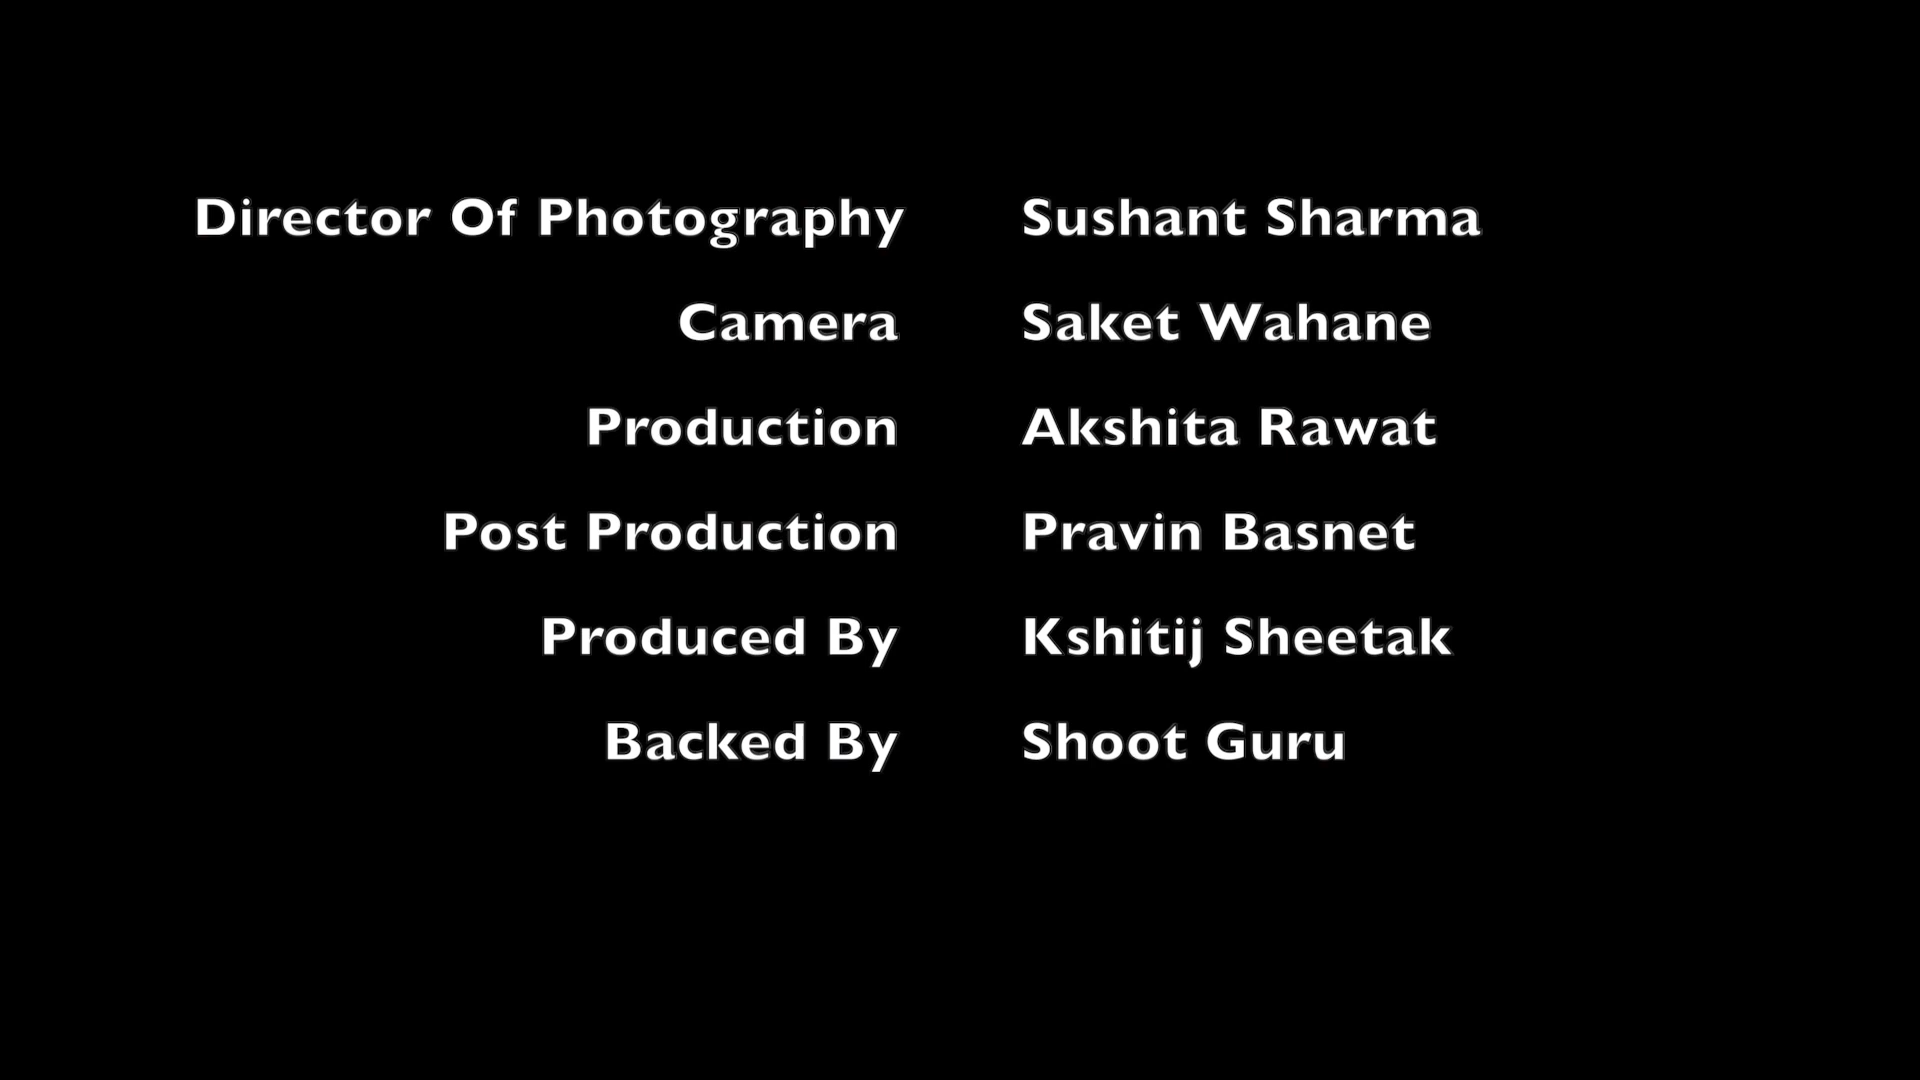 Director Of Photography Sushant Sharma
Camera Saket Wahane
Production Akshita Rawat
Post Production Pravin Basnet
Produced By Kshitij Sheetak
Backed By Shoot Guru